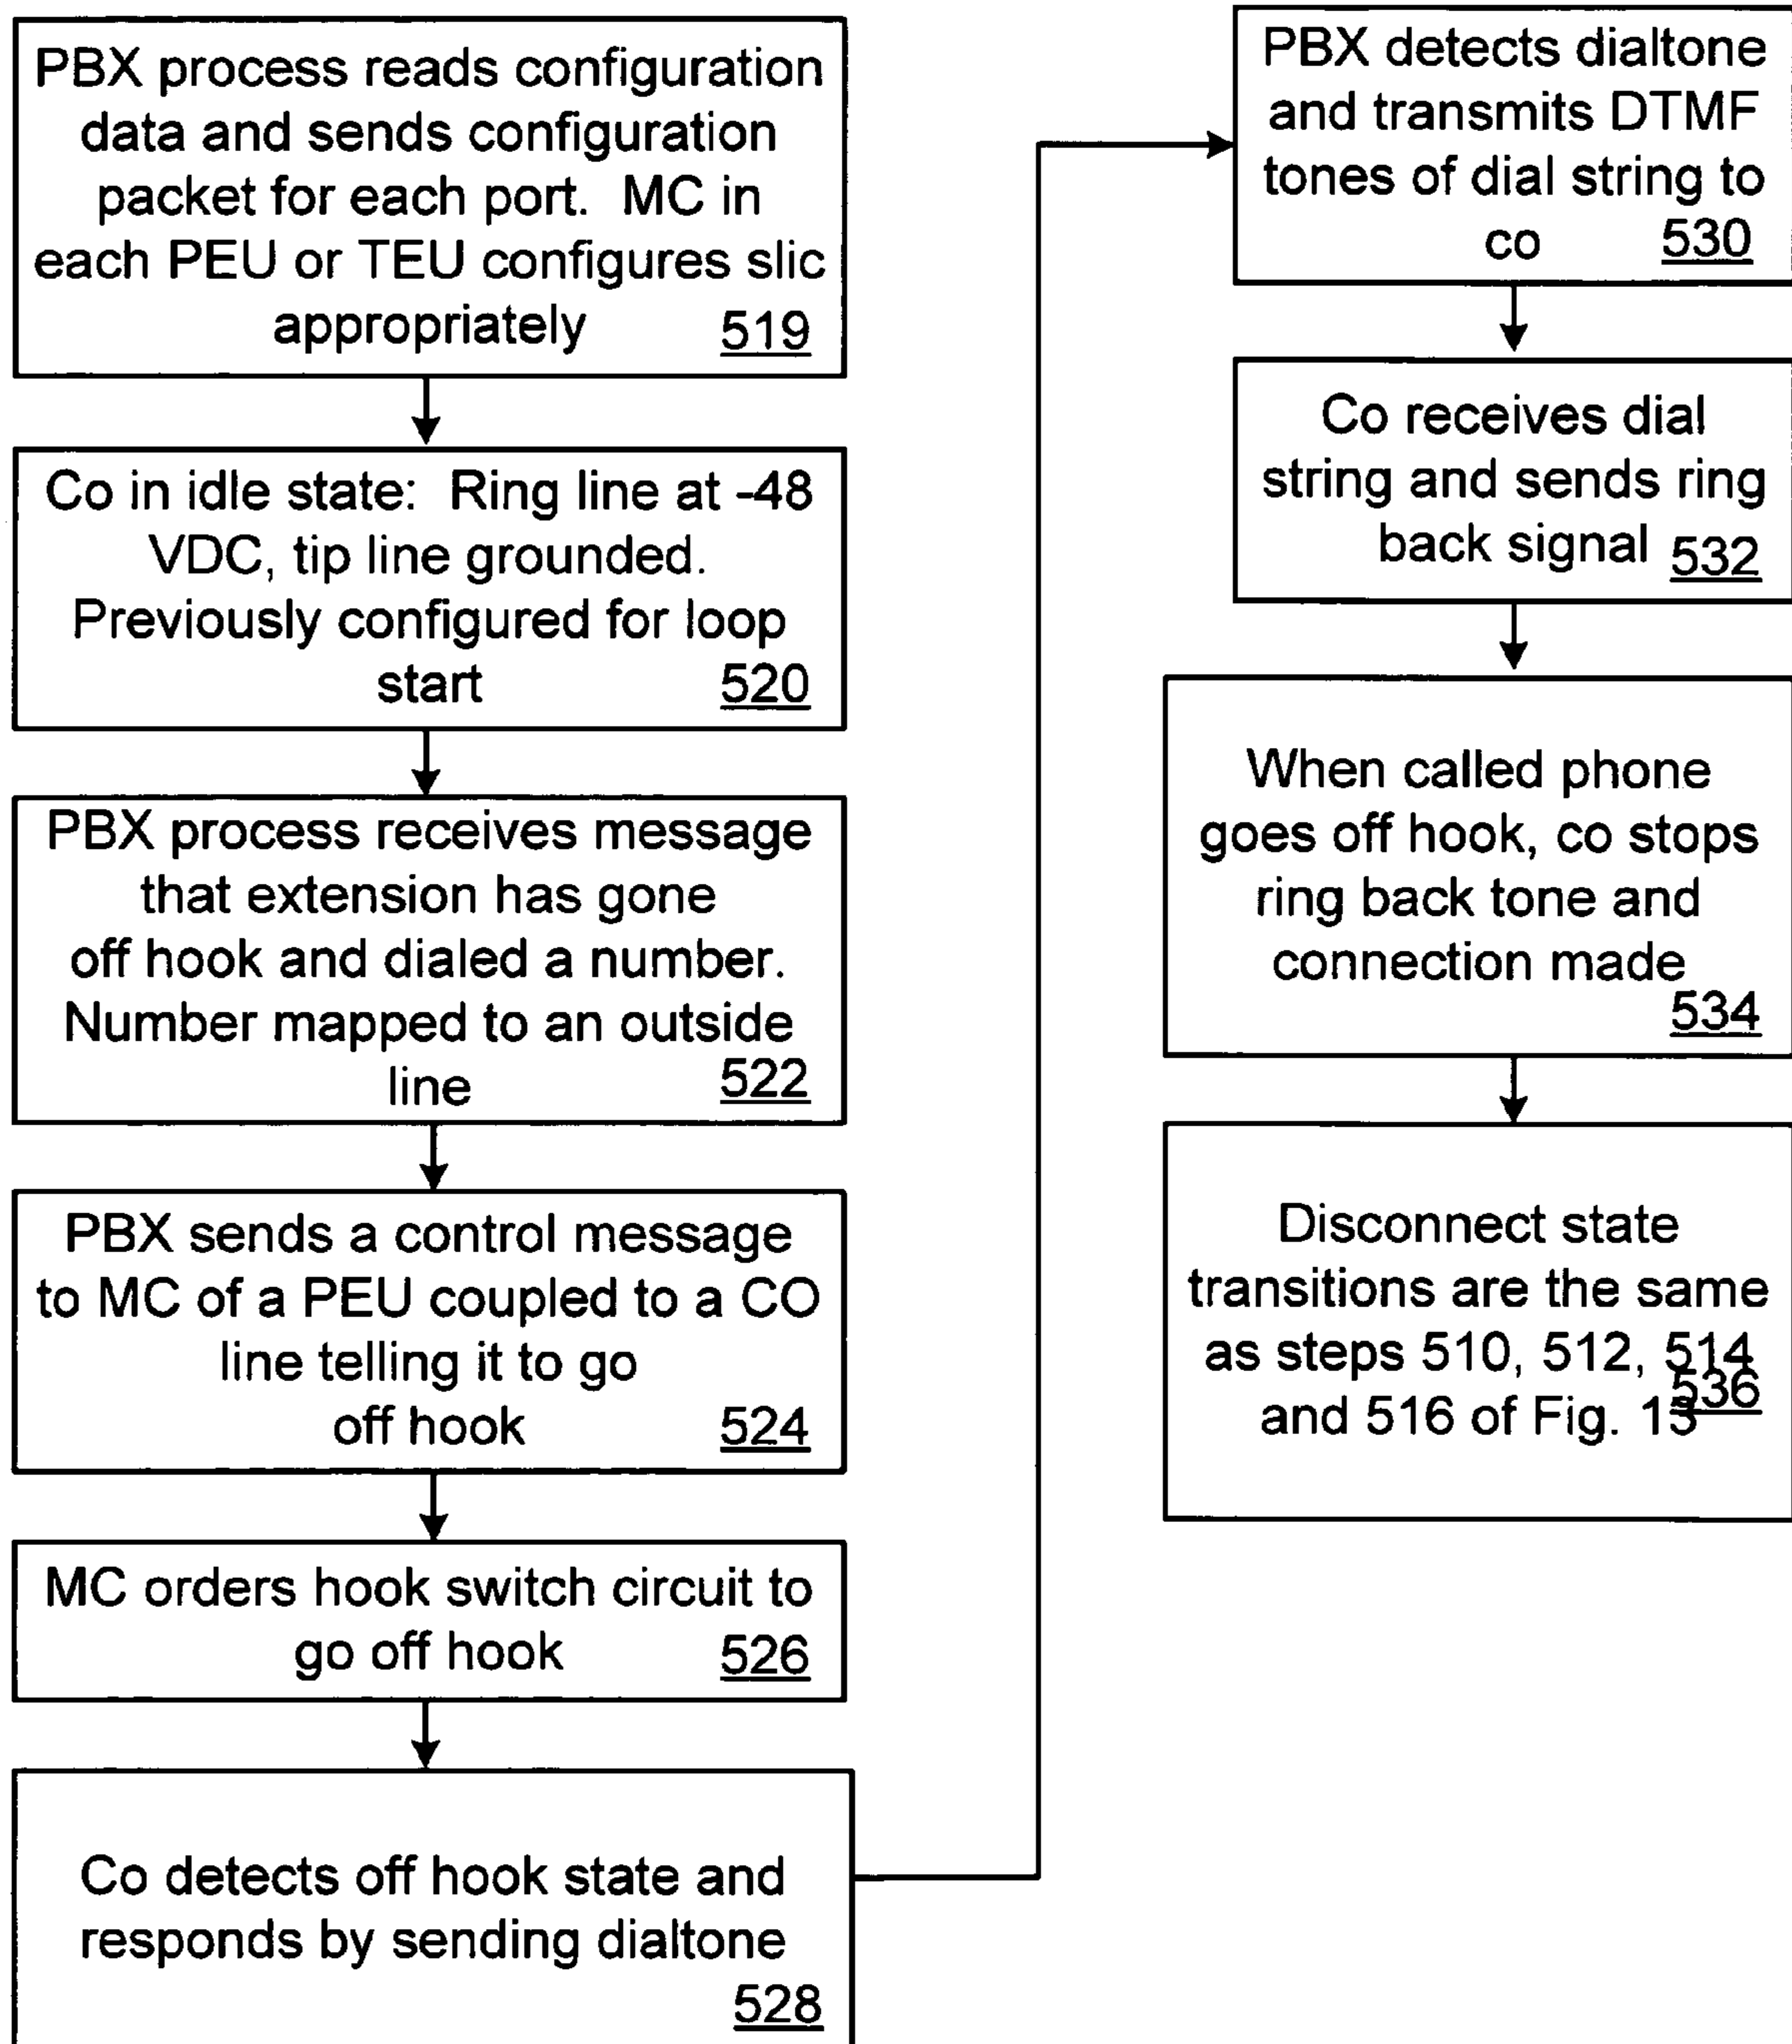 PBX process reads configuration
data and sends configuration
packet for each port.  MC in
each PEU or TEU configures slic
appropriately 519
Co in idle state:  Ring line at -48
VDC, tip line grounded.
Previously configured for loop
start 520
PBX process receives message
that extension has gone
off hook and dialed a number.
Number mapped to an outside
line 522
PBX sends a control message
to MC of a PEU coupled to a CO
line telling it to go
off hook 524
MC orders hook switch circuit to
go off hook 526
Co detects off hook state and
responds by sending dialtone
528
PBX detects dialtone
and transmits DTMF
tones of dial string to
co 530
Co receives dial
string and sends ring
back signal 532
When called phone
goes off hook, co stops
ring back tone and
connection made
534
Disconnect state
transitions are the same
as steps 510, 512, 514
and 516 of Fig. 13
536